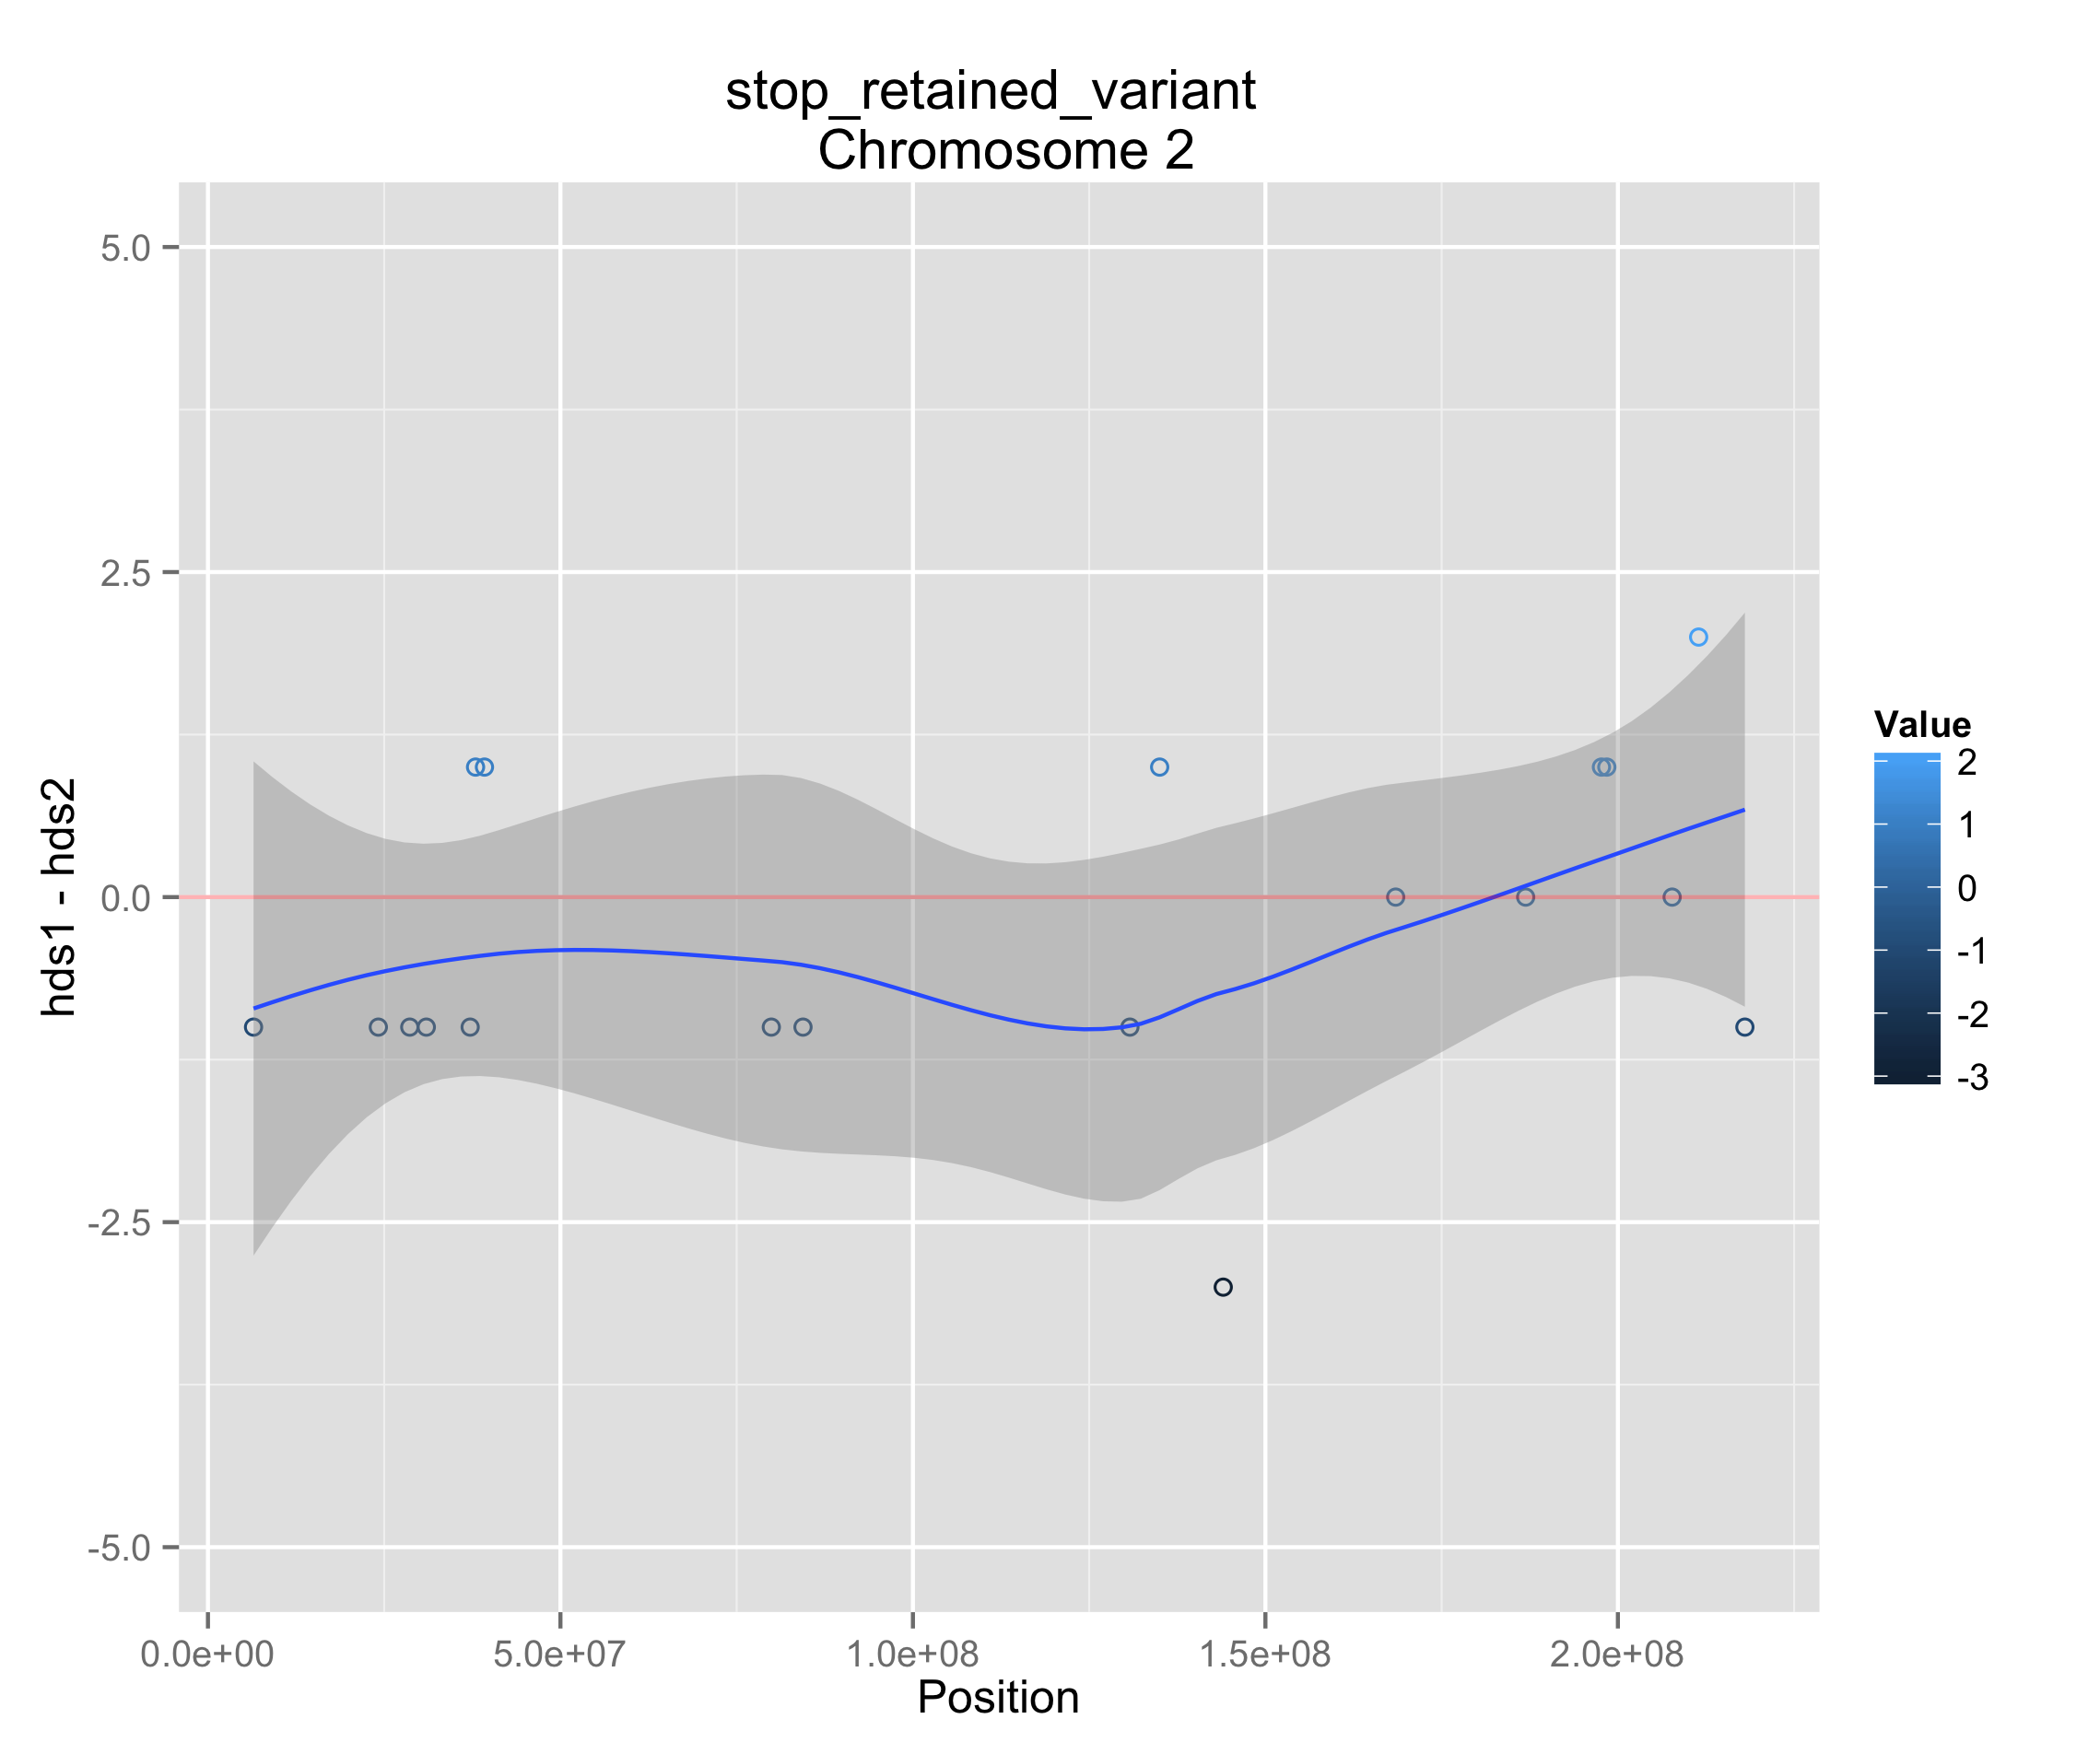 stop_retained_variant
Chromosome 2
hds1 - hds2
5.0
2.5
0.0
-2.5
-5.0
0.0e+00
5.0e+07
1.0e+08
1.5e+08
2.0e+08
Position
Value
2
1
0
-1
-2
-3